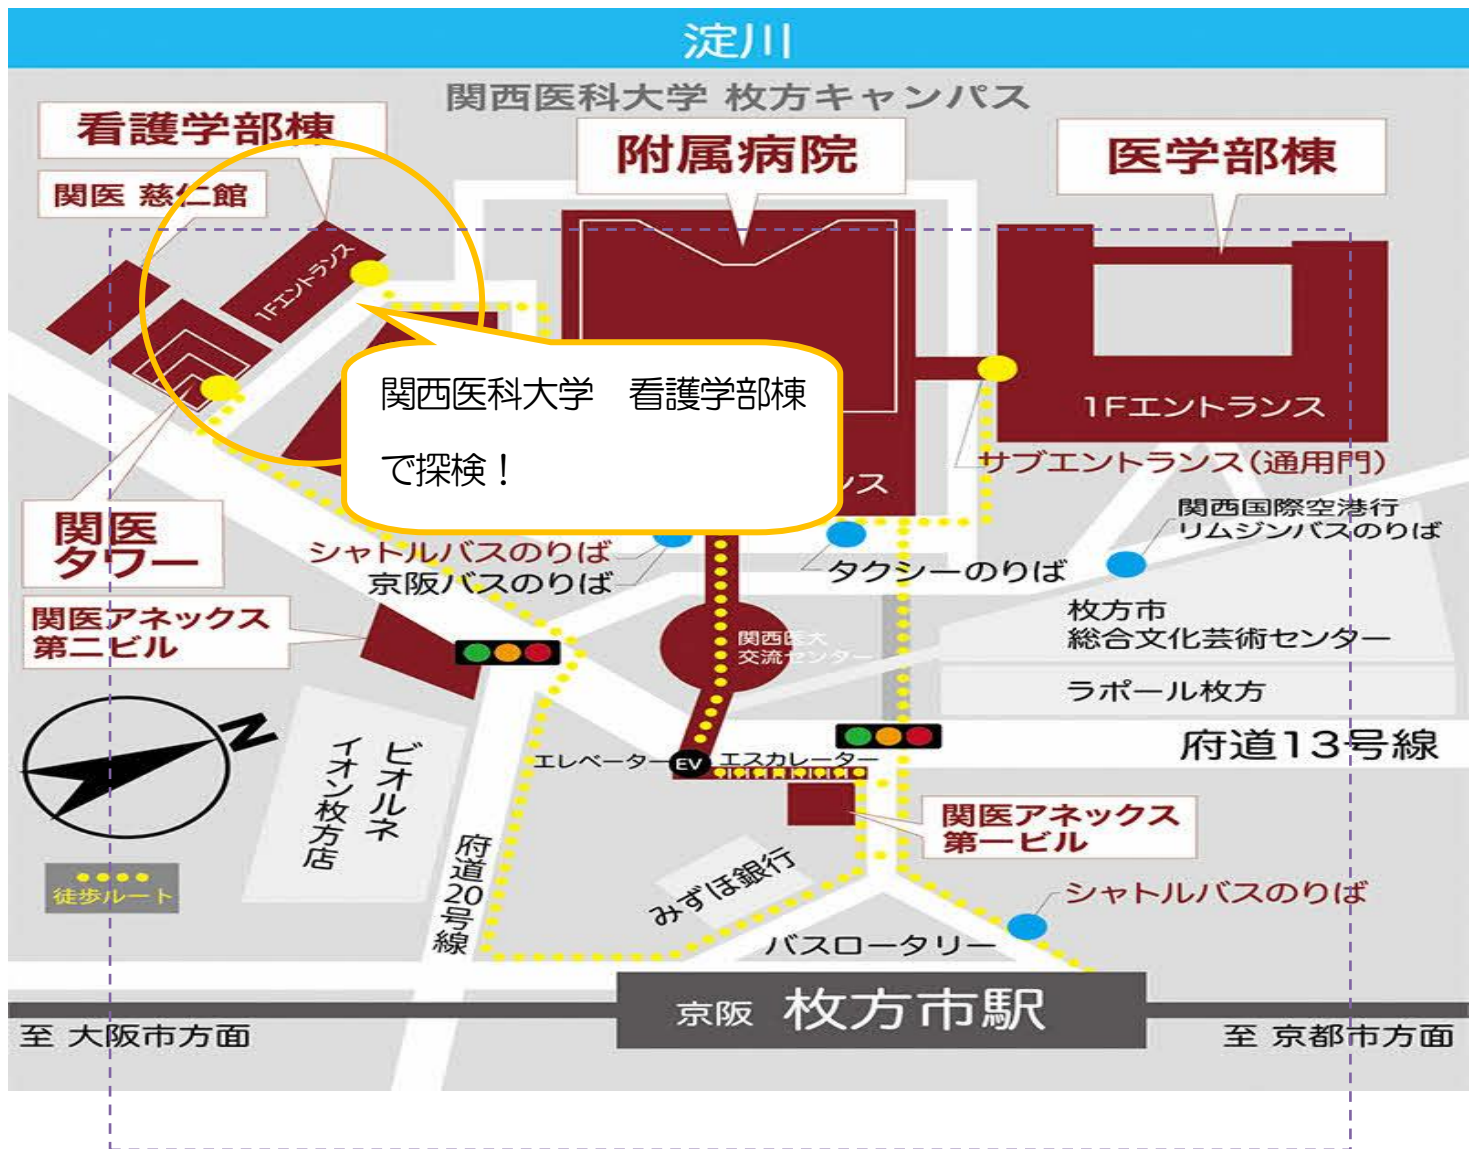 淀川
関西医科大学 枚方キャンパス
看護学部棟
附属病院
医学部棟
関医 慈仁館
1Fエントランス
関西医科大学　看護学部棟
で探検！
1Fエントランス
サブエントランス（通用門）
ンス
関医
タワー
シャトルバスのりば
京阪バスのりば
タクシーのりば
関西国際空港行
リムジンバスのりば
関医アネックス
第二ビル
関西医大
交流センター
枚方市
総合文化芸術センター
ラポール枚方
N
府道13号線
エレベーター
EV
エスカレーター
ビオルネ
イオン枚方店
関医アネックス
第一ビル
府道20号線
みずほ銀行
徒歩ルート
シャトルバスのりば
バスロータリー
京阪 枚方市駅
至 大阪市方面
至 京都市方面